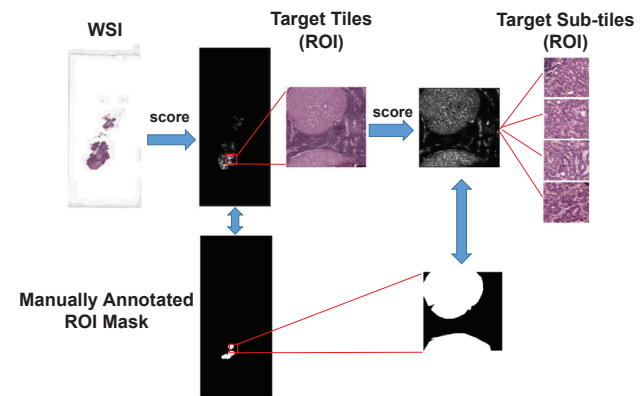 WSI
Target Tiles
(ROI)
Target Sub-tiles
(ROI)
score
score
Manually Annotated
ROI Mask